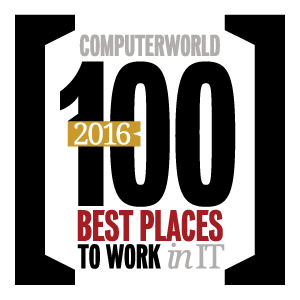 COMPUTERWORLD
100
2016
BEST PLACES
TO WORK in IT